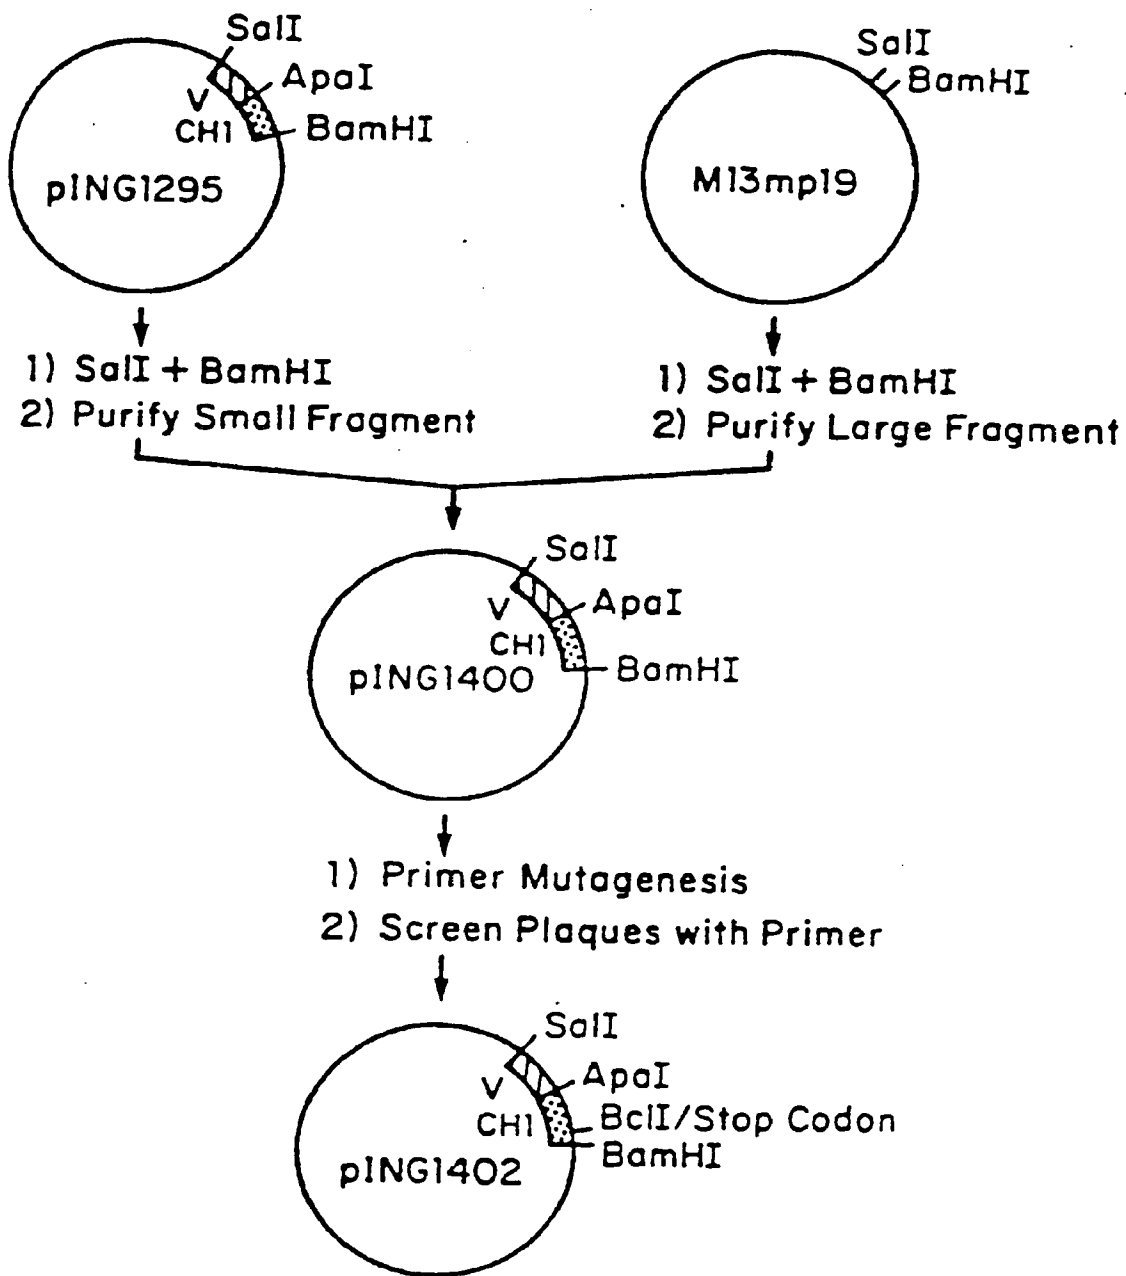 SalI
ApaI
V
CH1
BamHI
pING1295
SalI
BamHI
M13mp19
1) SalI + BamHI
2) Purify Small Fragment
1) SalI + BamHI
2) Purify Large Fragment
SalI
V
ApaI
CH1
BamHI
pING1400
1) Primer Mutagenesis
2) Screen Plaques with Primer
SalI
V
ApaI
CH1
BclI/Stop Codon
BamHI
pING1402